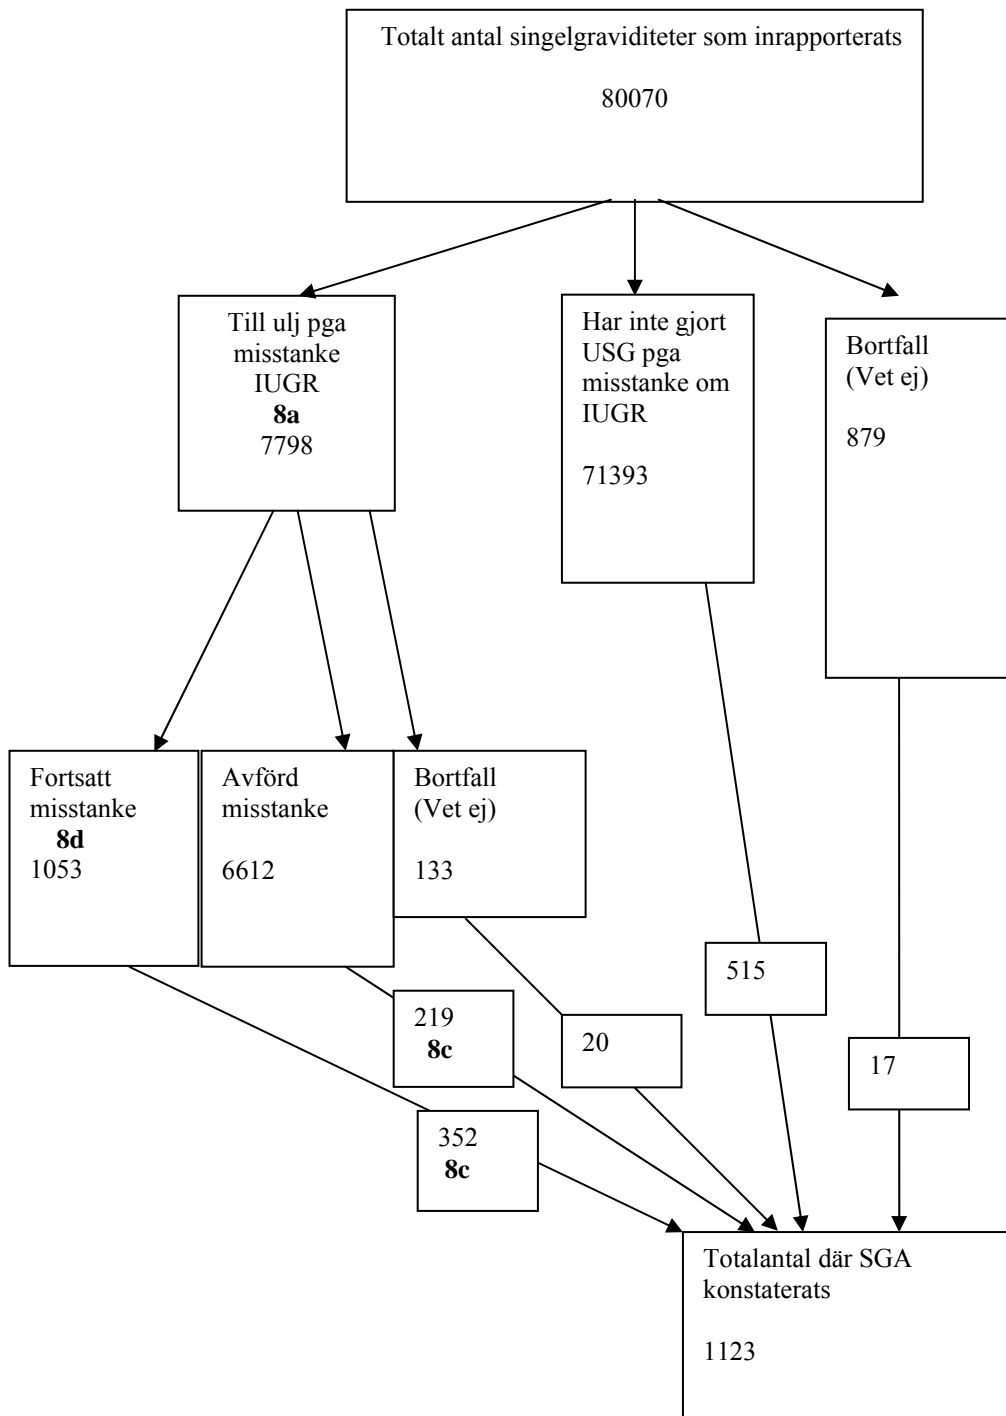 Totalt antal singelgraviditeter som inrapporterats
80070
Till ulj pga
misstanke
IUGR
8a
7798
Har inte gjort
USG pga
misstanke om
IUGR
71393
Bortfall
(Vet ej)
879
Fortsatt
misstanke
8d
1053
Avförd
misstanke
6612
Bortfall
(Vet ej)
133
515
219
8c
20
17
352
8c
Totalantal där SGA
konstaterats
1123